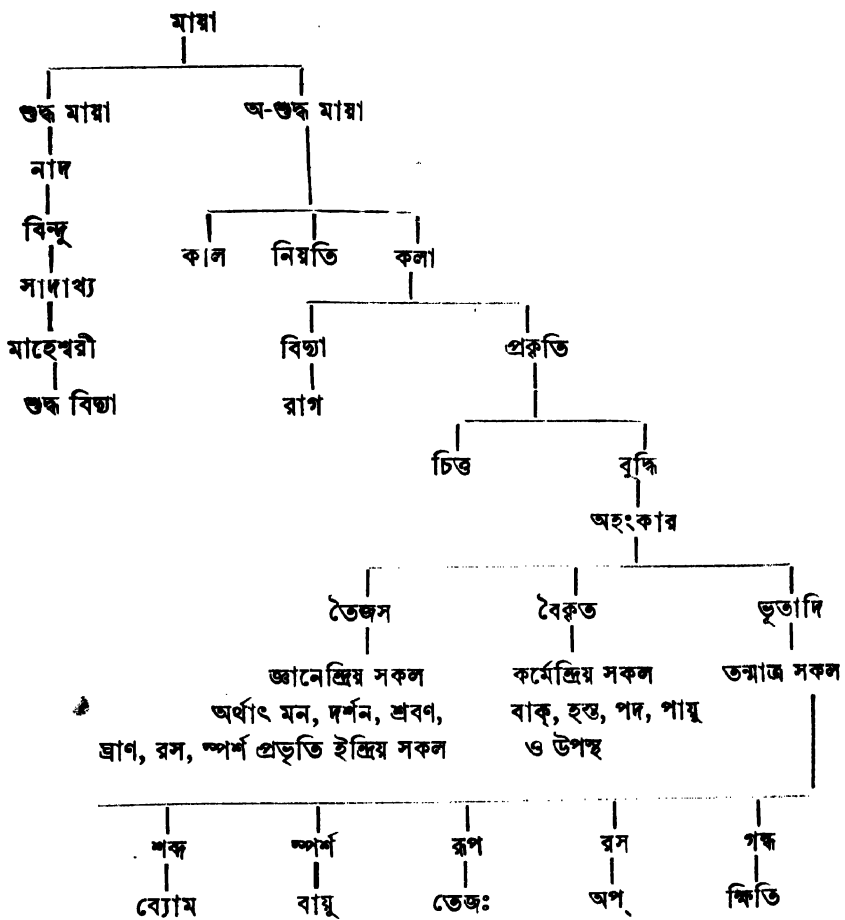 মায়া
শুদ্ধ মায়া অ-শুদ্ধ মায়া
নাদ
বিন্দু
কাল নিয়তি কলা
সাদাখ্য
মাহেশ্বরী বিদ্যা প্রকৃতি
শুদ্ধ বিদ্যা রাগ
চিত্ত বুদ্ধি
অহংকার
তৈজস বৈকৃত ভূতাদি
জ্ঞানেন্দ্রিয় সকল কর্মেন্দ্রিয় সকল তন্মাত্র সকল
অর্থাৎ মন, দর্শন, শ্রবণ, বাক্, হস্ত, পদ, পায়ু
ঘ্রাণ, রস, স্পর্শ প্রভৃতি ইন্দ্রিয় সকল ও উপস্থ
শব্দ স্পর্শ রূপ রস গন্ধ
ব্যোম বায়ু তেজঃ অপ্ ক্ষিতি